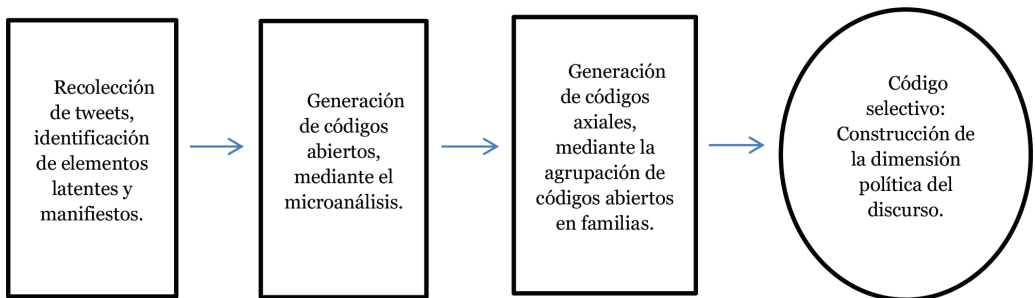 Recolección
de tweets,
identificación
de elementos
latentes y
manifiestos.
Generación
de códigos
abiertos,
mediante el
microanálisis.
Generación
de códigos
axiales,
mediante la
agrupación de
códigos abiertos
en familias.
Código
selectivo:
Construcción de
la dimensión
política del
discurso.